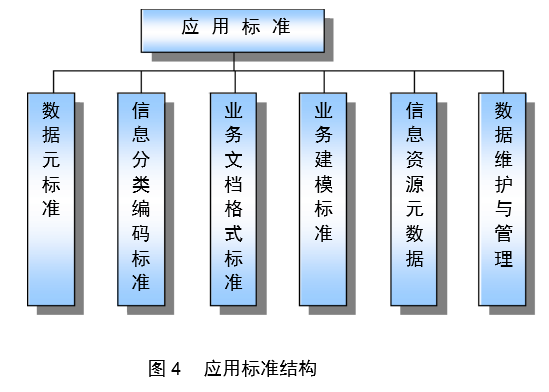 应用标准
数据元标准
信息分类编码标准
业务文档格式标准
业务建模标准
信息资源元数据
数据维护与管理
图 4 应用标准结构